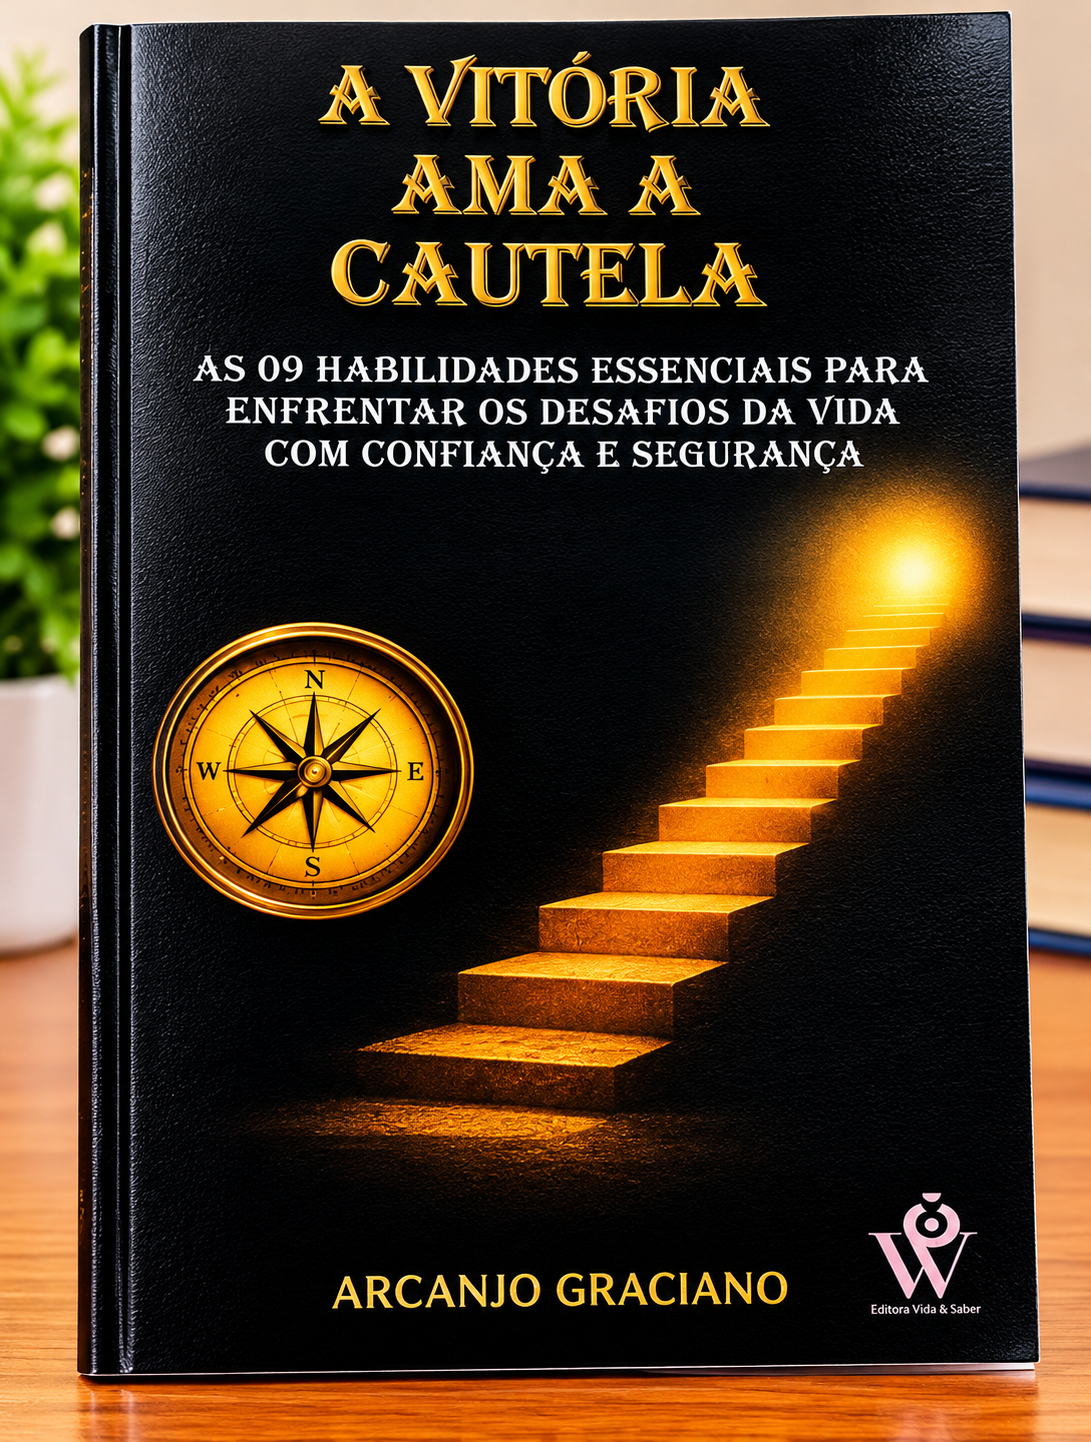 A VITÓRIA
AMA A
CAUTELA
AS 09 HABILIDADES ESSENCIAIS PARA
ENFRENTAR OS DESAFIOS DA VIDA
COM CONFIANÇA E SEGURANÇA
N
W E
S
ARCANJO GRACIANO
Editora Vida & Saber